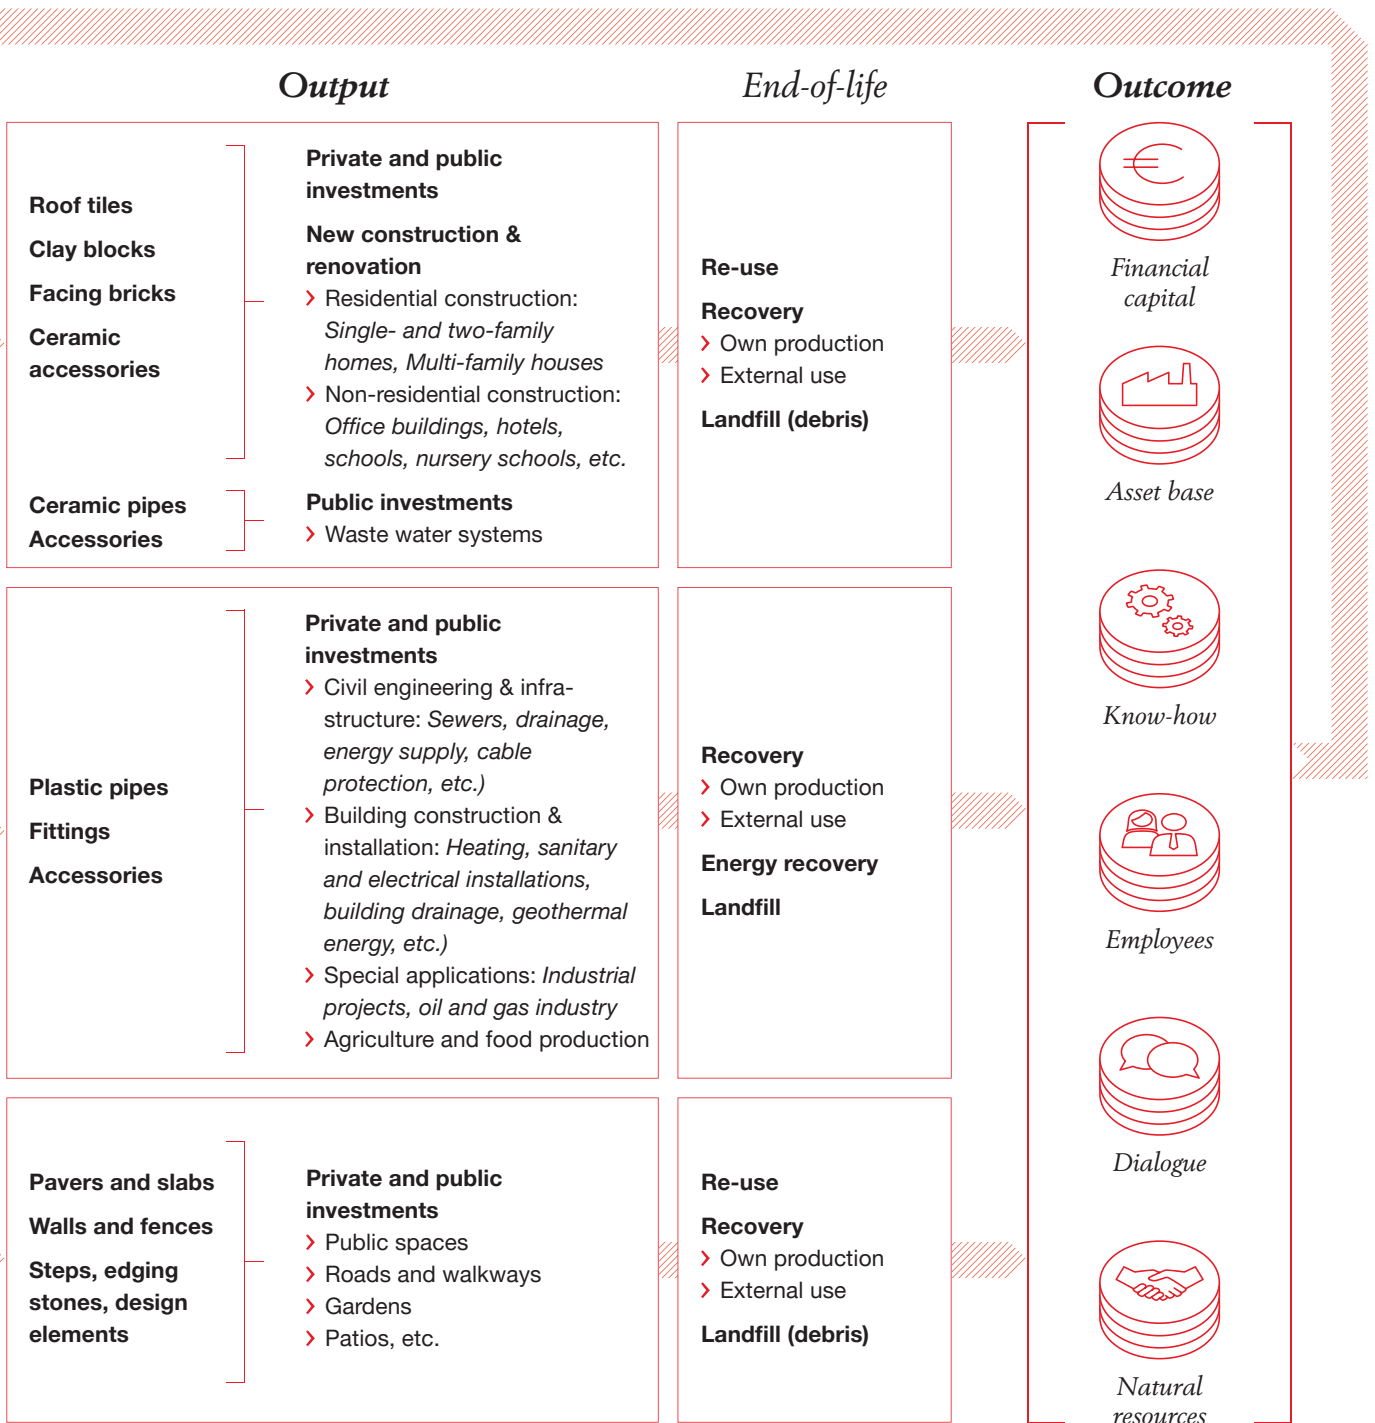 Output
End-of-life
Outcome
Roof tiles
Clay blocks
Facing bricks
Ceramic
accessories
Private and public
investments
New construction &
renovation
Residential construction:
Single- and two-family
homes, Multi-family houses
Non-residential construction:
Office buildings, hotels,
schools, nursery schools, etc.
Ceramic pipes
Accessories
Public investments
Waste water systems
Re-use
Recovery
Own production
External use
Landfill (debris)
Plastic pipes
Fittings
Accessories
Private and public
investments
Civil engineering & infra-
structure: Sewers, drainage,
energy supply, cable
protection, etc.)
Building construction &
installation: Heating, sanitary
and electrical installations,
building drainage, geothermal
energy, etc.)
Special applications: Industrial
projects, oil and gas industry
Agriculture and food production
Recovery
Own production
External use
Energy recovery
Landfill
Pavers and slabs
Walls and fences
Steps, edging
stones, design
elements
Private and public
investments
Public spaces
Roads and walkways
Gardens
Patios, etc.
Re-use
Recovery
Own production
External use
Landfill (debris)
Financial
capital
Asset base
Know-how
Employees
Dialogue
Natural
resources